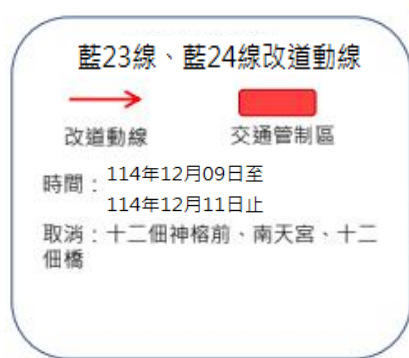 藍23線、藍24線改道動線
改道動線 交通管制區
時間：114年12月09日至
114年12月11日止
取消：十二佃神榕前、南天宮、十二
佃橋